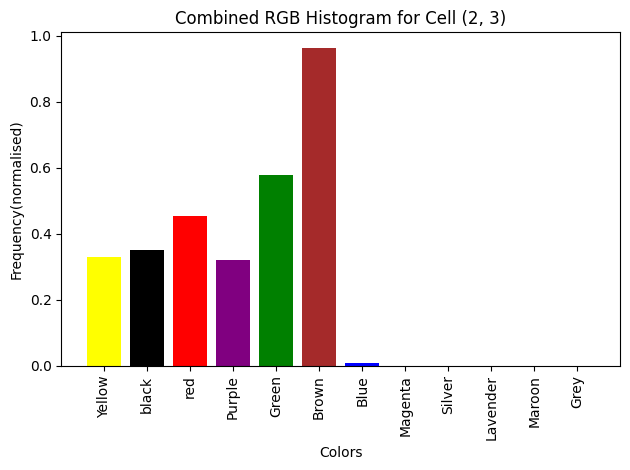 Combined RGB Histogram for Cell (2, 3)
Frequency(normalised)
1.0
0.8
0.6
0.4
0.2
0.0
Yellow
black
red
Purple
Green
Brown
Blue
Magenta
Silver
Lavender
Maroon
Grey
Colors